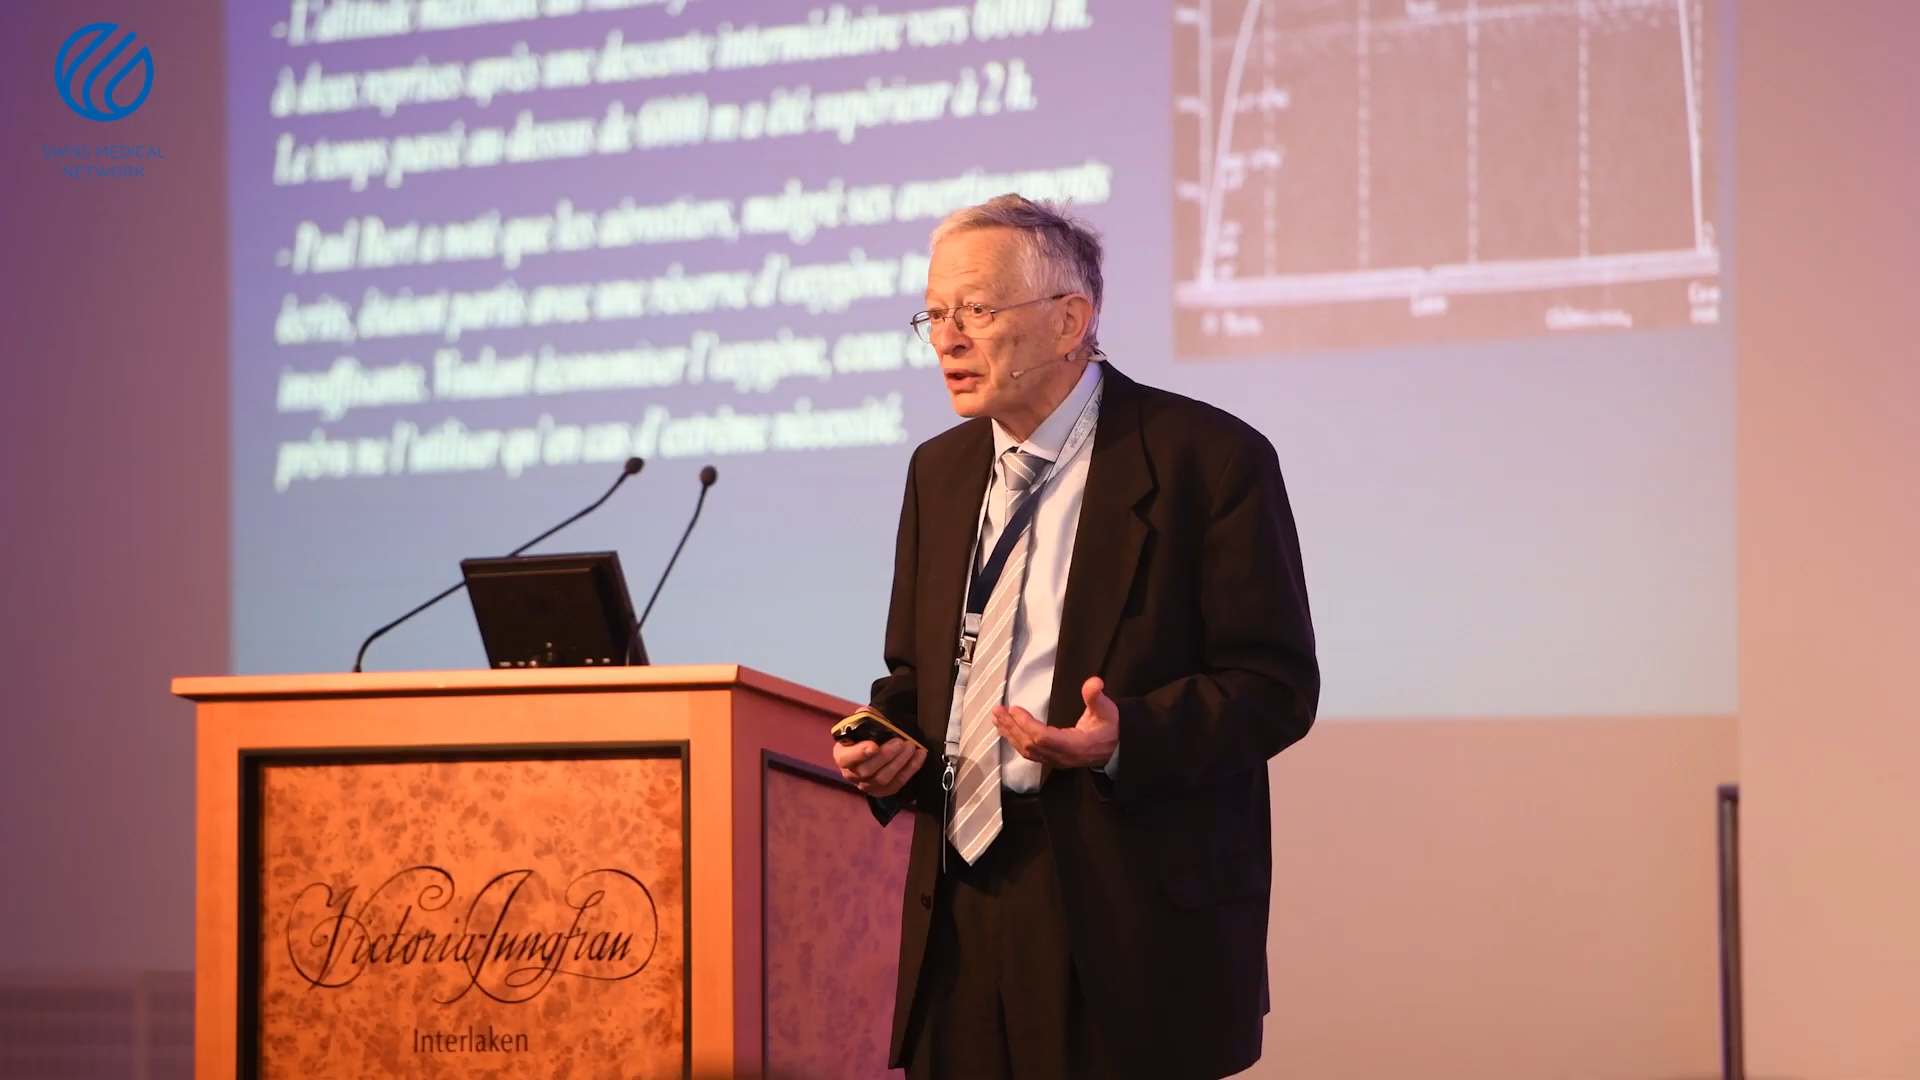 SWISS MEDICAL
NETWORK
- L'altitude maximale
à deux reprises après une descente intermédiaire vers 6000 m.
Le temps passé au dessus de 6000 m a été supérieur à 2 h.
- Paul Bert a noté que les aérostiers, malgré ses avertissements
écrits, étaient partis avec une réserve d'oxygène
insuffisante. Voulant économiser l'oxygène, ceux
prévu ne l'utiliser qu'en cas d'extrême nécessité.
Victoria-Jungfrau
Interlaken